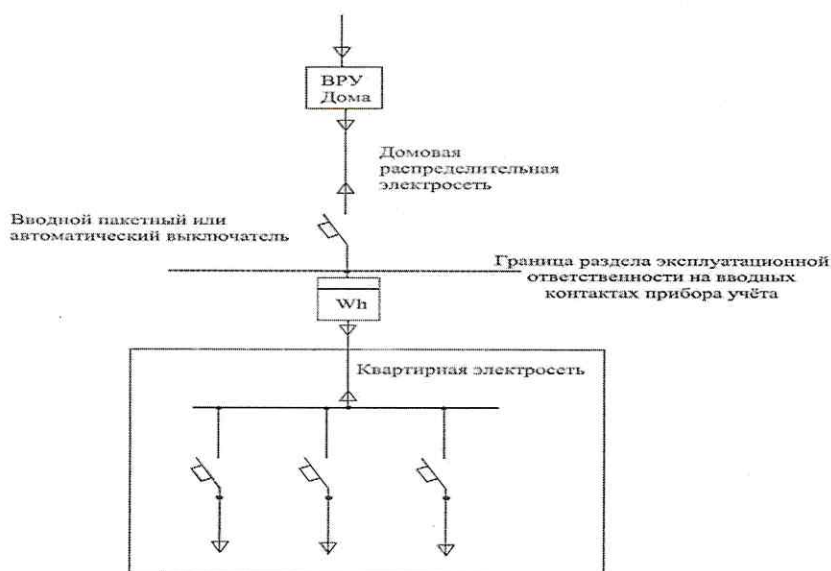 ВРУ
Дома
Домовая
распределительная
электросеть
Вводной пакетный или
автоматический выключатель
Граница раздела эксплуатационной
ответственности на вводных
контактах прибора учёта
Wh
Квартирная электросеть